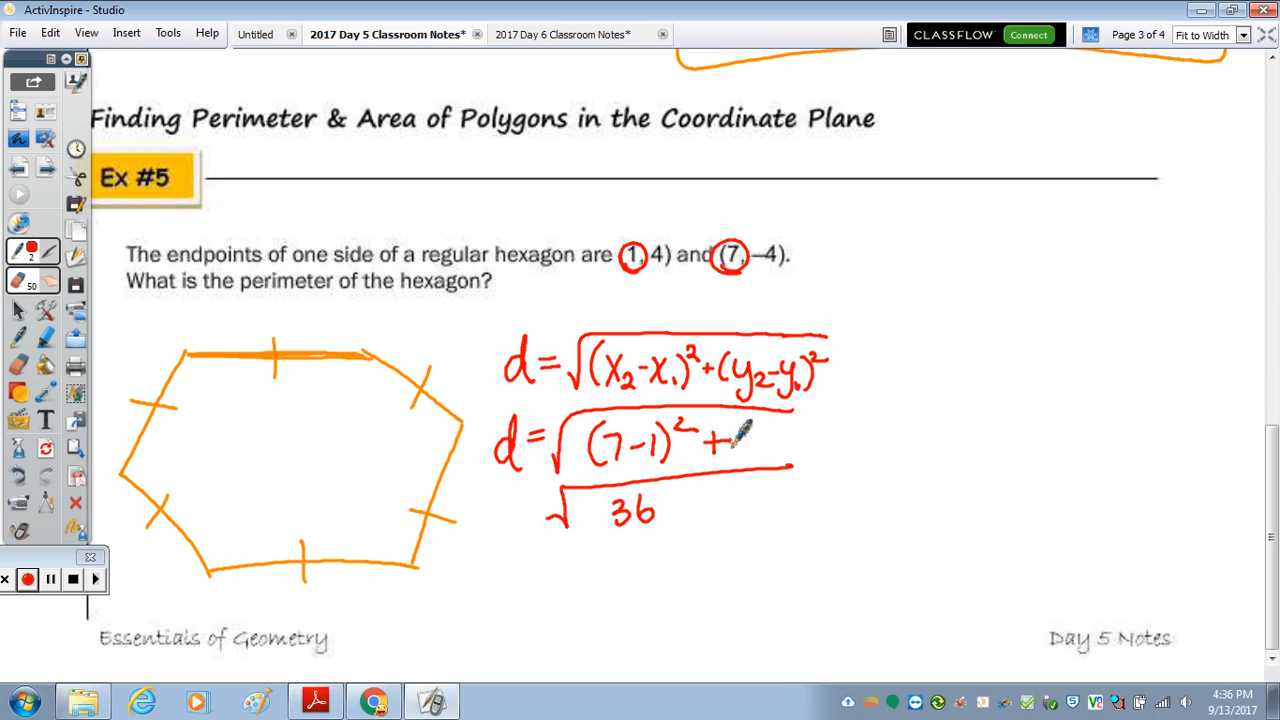 ActivInspire - Studio
File Edit View Insert Tools Help
Untitled
2017 Day 5 Classroom Notes*
2017 Day 6 Classroom Notes*
CLASSFLOW
Connect
Page 3 of 4
Fit to Width
Finding Perimeter & Area of Polygons in the Coordinate Plane
Ex #5
The endpoints of one side of a regular hexagon are (1, 4) and (7, –4).
What is the perimeter of the hexagon?
d = √(x₂-x₁)² + (y₂-y₁)²
d = √(7-1)² +
√36
2
50
Essentials of Geometry
Day 5 Notes
4:36 PM
9/13/2017